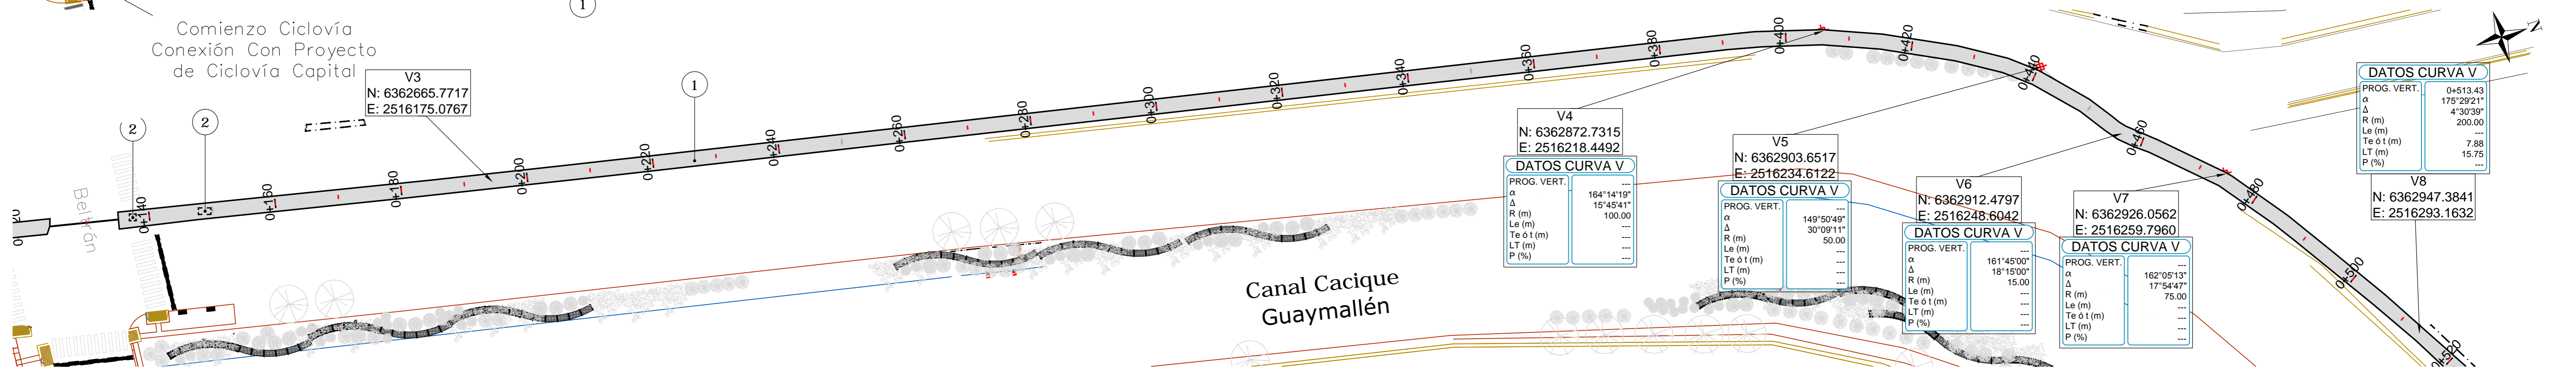 1
Comienzo Ciclovía
Conexión Con Proyecto
de Ciclovía Capital
V3
N: 6362665.7717
E: 2516175.0767
1
2
2
Beltrán
0+140
0+160
0+180
0+200
0+220
0+240
0+260
0+280
0+300
0+320
0+340
0+360
0+380
0+400
0+420
0+440
0+460
0+480
0+500
0+520
N
Canal Cacique
Guaymallén
V4
N: 6362872.7315
E: 2516218.4492
DATOS CURVA V
PROG. VERT. ---
α 164°14'19"
Δ 15°45'41"
R (m) 100.00
Le (m) ---
Te ó t (m) ---
LT (m) ---
P (%) ---
V5
N: 6362903.6517
E: 2516234.6122
DATOS CURVA V
PROG. VERT. ---
α 149°50'49"
Δ 30°09'11"
R (m) 50.00
Le (m) ---
Te ó t (m) ---
LT (m) ---
P (%) ---
V6
N: 6362912.4797
E: 2516248.6042
DATOS CURVA V
PROG. VERT. ---
α 161°45'00"
Δ 18°15'00"
R (m) 15.00
Le (m) ---
Te ó t (m) ---
LT (m) ---
P (%) ---
V7
N: 6362926.0562
E: 2516259.7960
DATOS CURVA V
PROG. VERT. ---
α 162°05'13"
Δ 17°54'47"
R (m) 75.00
Le (m) ---
Te ó t (m) ---
LT (m) ---
P (%) ---
DATOS CURVA V
PROG. VERT. 0+513.43
α 175°29'21"
Δ 4°30'39"
R (m) 200.00
Le (m) ---
Te ó t (m) 7.88
LT (m) 15.75
P (%) ---
V8
N: 6362947.3841
E: 2516293.1632